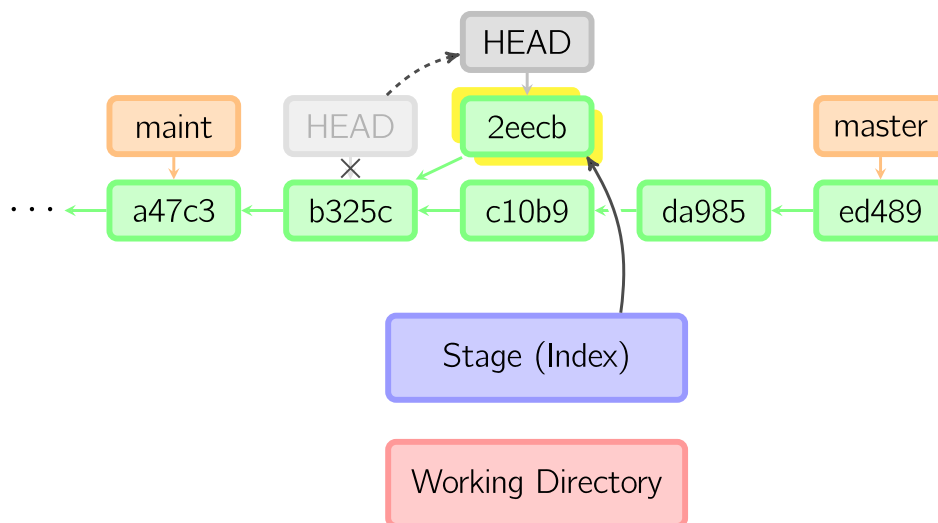 HEAD
maint
HEAD
2eecb
master
...
a47c3
b325c
c10b9
da985
ed489
Stage (Index)
Working Directory